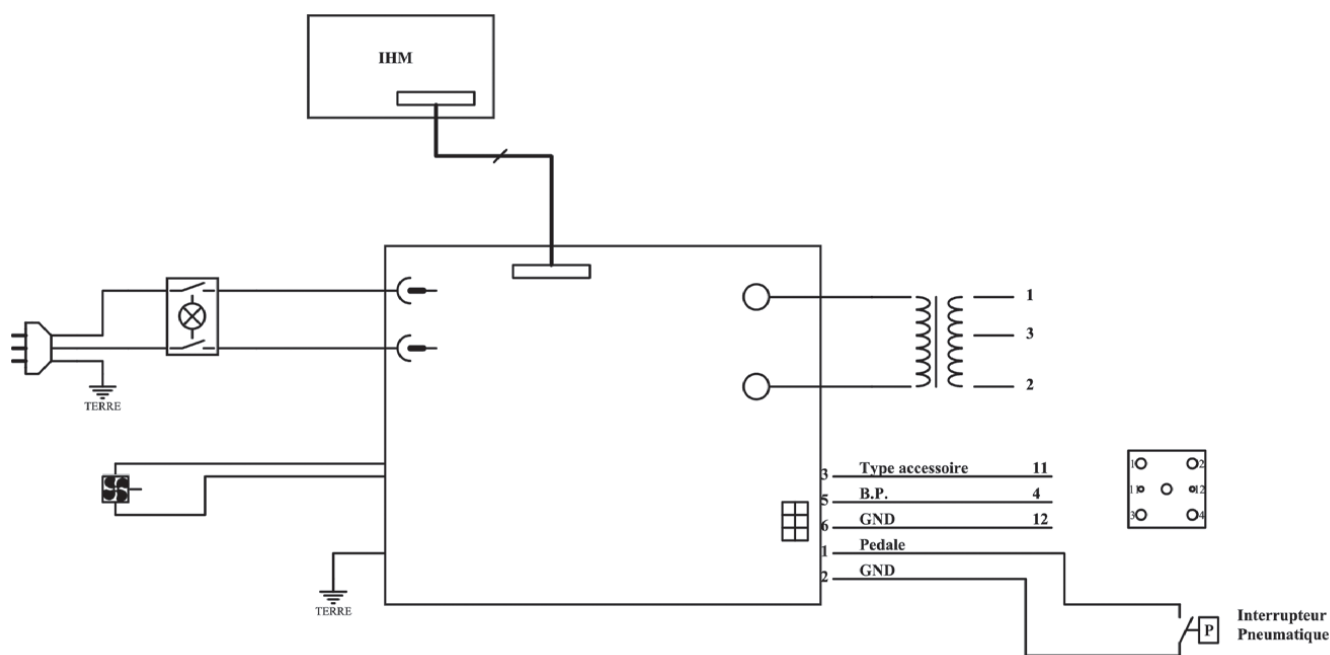 IHM
1
3
2
TERRE
3 Type accessoire 11
5 B.P. 4
6 GND 12
1 Pedale
2 GND
1 2
11 12
3 4
TERRE
P
Interrupteur
Pneumatique